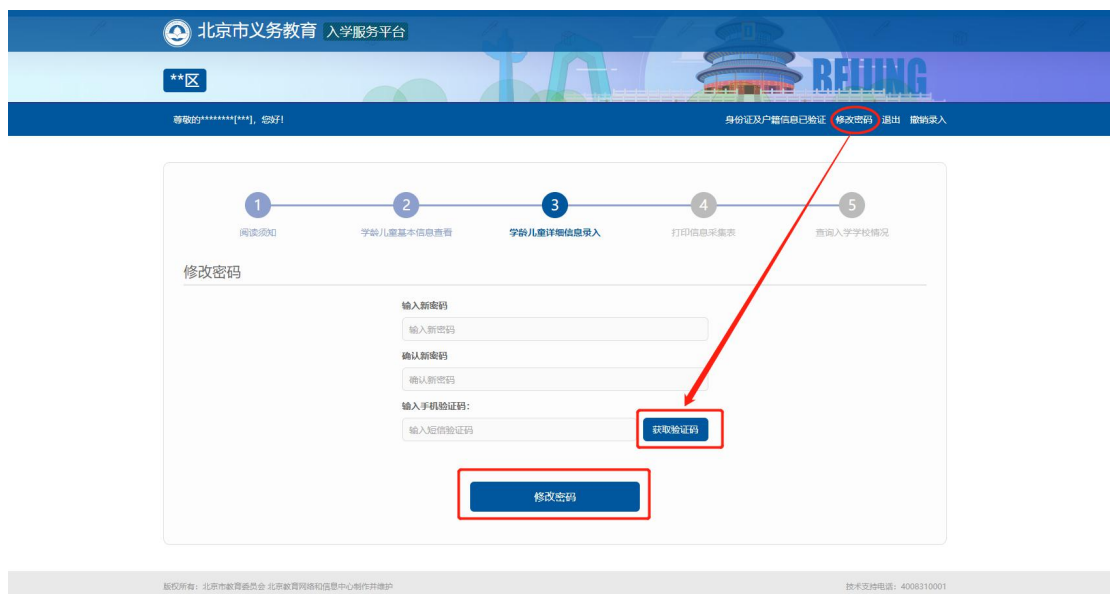 北京市义务教育 入学服务平台
**区
BEIJING
尊敬的********[***]，您好!
身份证及户籍信息已验证 修改密码 退出 撤销录入
1 2 3 4 5
阅读须知 学龄儿童基本信息查看 学龄儿童详细信息录入 打印信息采集表 查询入学学校情况
修改密码
输入新密码
输入新密码
确认新密码
确认新密码
输入手机验证码：
输入短信验证码 获取验证码
修改密码
版权所有：北京市教育委员会 北京教育网络和信息中心制作并维护 技术支持电话：4008310001